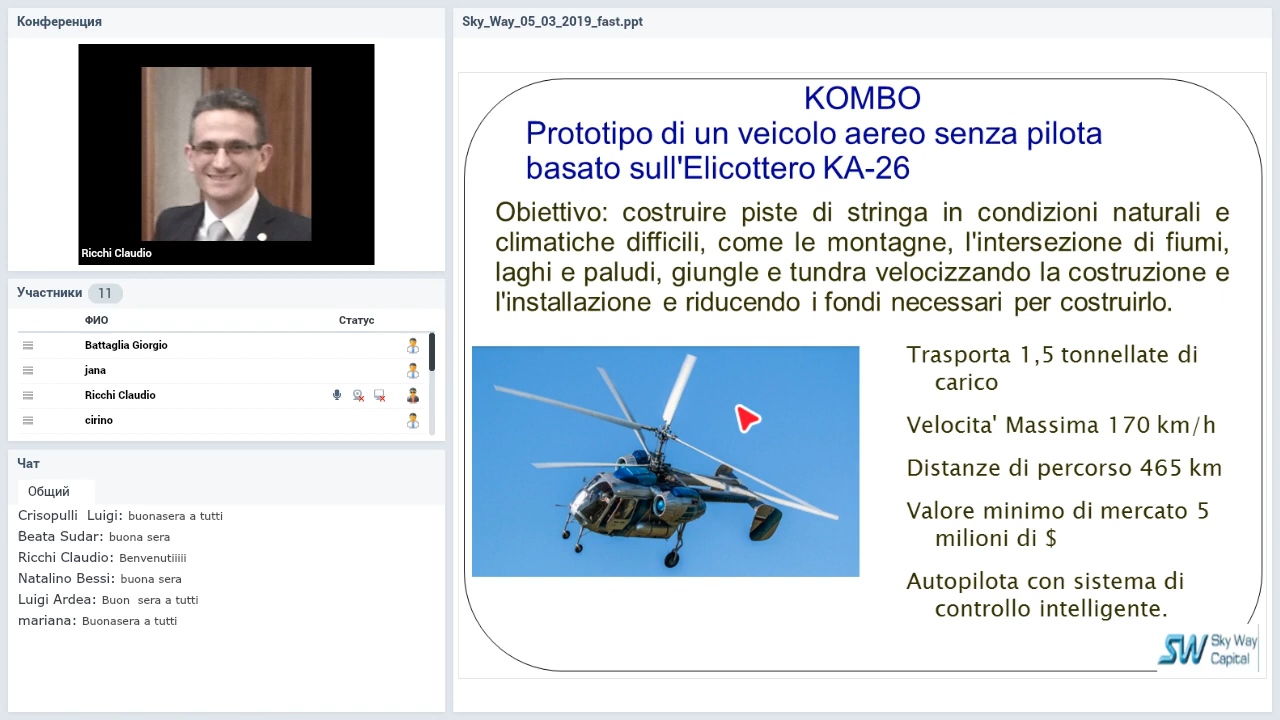 Конференция
Ricchi Claudio
Участники 11
ФИО Статус
Battaglia Giorgio
jana
Ricchi Claudio
cirino
Чат
Общий
Crisopulli Luigi: buonasera a tutti
Beata Sudar: buona sera
Ricchi Claudio: Benvenutiiiii
Natalino Bessi: buona sera
Luigi Ardea: Buon sera a tutti
mariana: Buonasera a tutti
Sky_Way_05_03_2019_fast.ppt
KOMBO
Prototipo di un veicolo aereo senza pilota
basato sull'Elicottero KA-26
Obiettivo: costruire piste di stringa in condizioni naturali e
climatiche difficili, come le montagne, l'intersezione di fiumi,
laghi e paludi, giungle e tundra velocizzando la costruzione e
l'installazione e riducendo i fondi necessari per costruirlo.
Trasporta 1,5 tonnellate di
carico
Velocita' Massima 170 km/h
Distanze di percorso 465 km
Valore minimo di mercato 5
milioni di $
Autopilota con sistema di
controllo intelligente.
SW Sky Way
Capital